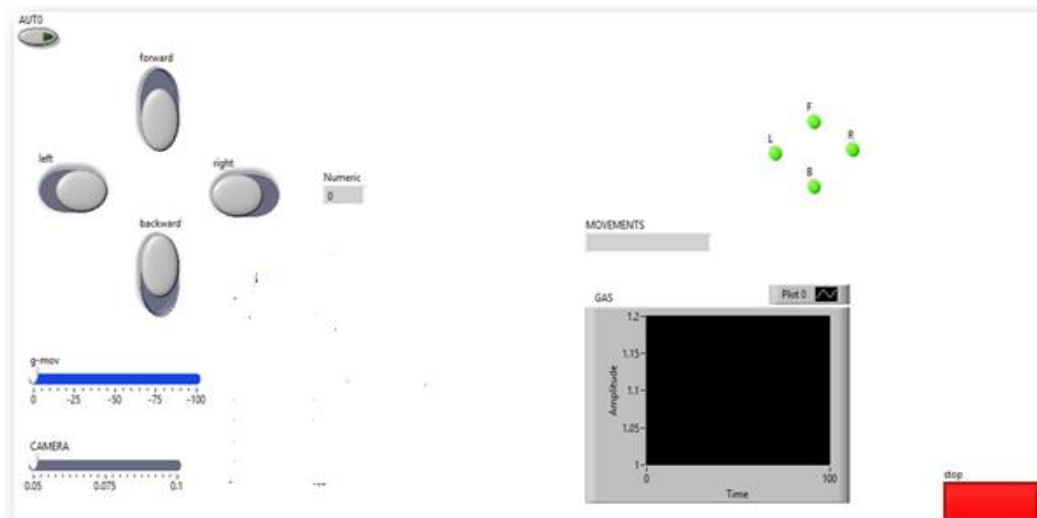 AUTO
forward
left
right
backward
Numeric
0
g-mov
0 -25 -50 -75 -100
CAMERA
0.05 0.075 0.1
F
L
R
B
MOVEMENTS
GAS
Plot 0
1.2
1.15
1.1
1.05
1
Amplitude
0 100
Time
stop